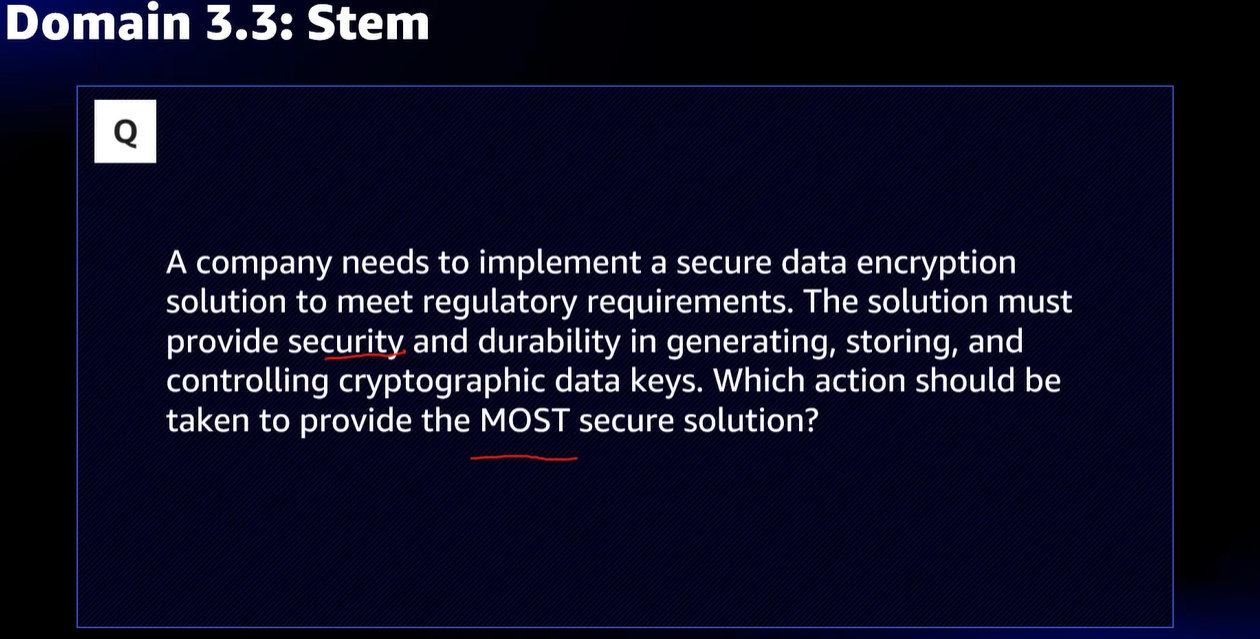 Domain 3.3: Stem
Q
A company needs to implement a secure data encryption
solution to meet regulatory requirements. The solution must
provide security and durability in generating, storing, and
controlling cryptographic data keys. Which action should be
taken to provide the MOST secure solution?